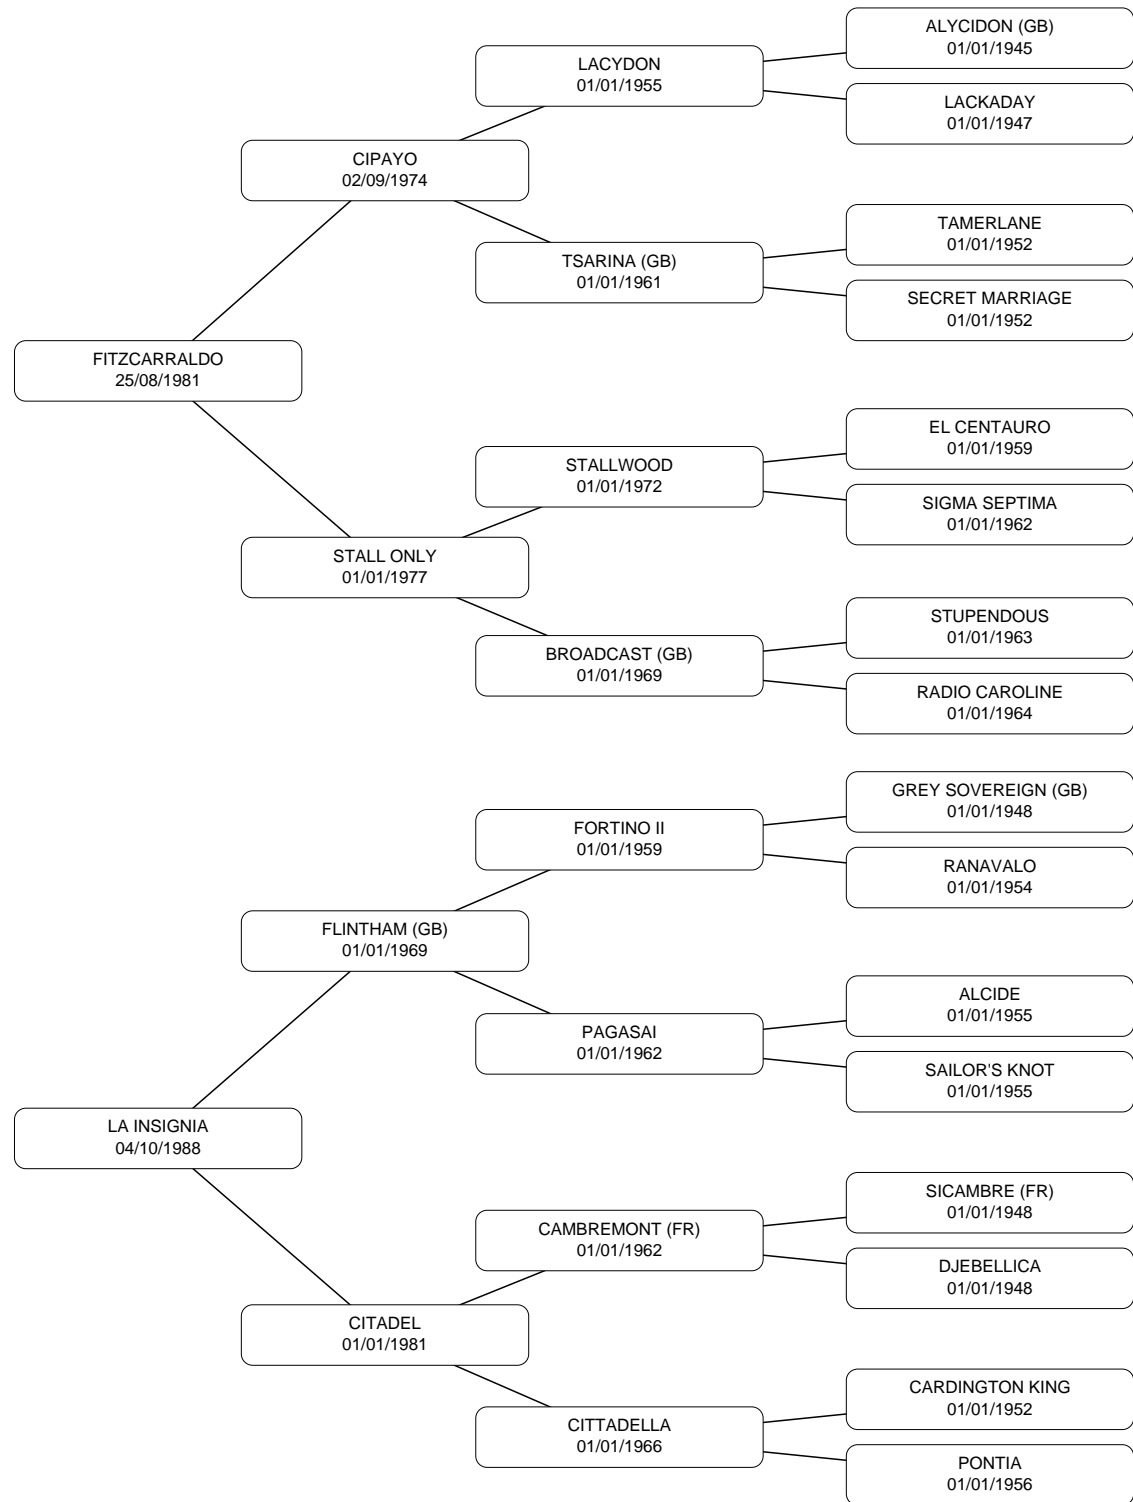 ALYCIDON (GB)
01/01/1945
LACYDON
01/01/1955
LACKADAY
01/01/1947
CIPAYO
02/09/1974
TAMERLANE
01/01/1952
TSARINA (GB)
01/01/1961
SECRET MARRIAGE
01/01/1952
FITZCARRALDO
25/08/1981
EL CENTAURO
01/01/1959
STALLWOOD
01/01/1972
SIGMA SEPTIMA
01/01/1962
STALL ONLY
01/01/1977
STUPENDOUS
01/01/1963
BROADCAST (GB)
01/01/1969
RADIO CAROLINE
01/01/1964
GREY SOVEREIGN (GB)
01/01/1948
FORTINO II
01/01/1959
RANAVALO
01/01/1954
FLINTHAM (GB)
01/01/1969
ALCIDE
01/01/1955
PAGASAI
01/01/1962
SAILOR'S KNOT
01/01/1955
LA INSIGNIA
04/10/1988
SICAMBRE (FR)
01/01/1948
CAMBREMONT (FR)
01/01/1962
DJEBELLICA
01/01/1948
CITADEL
01/01/1981
CARDINGTON KING
01/01/1952
CITTADELLA
01/01/1966
PONTIA
01/01/1956